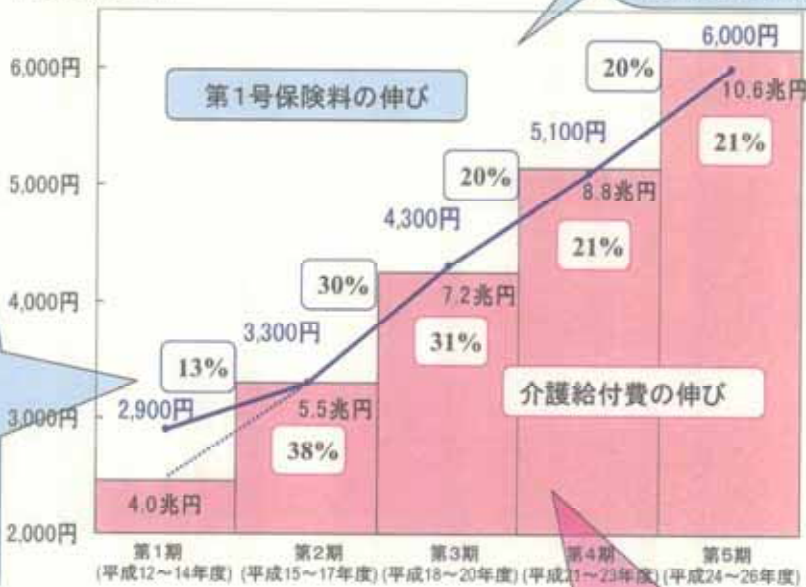 6,000円
5,000円
4,000円
3,000円
2,000円
第1号保険料の伸び
6,000円
20%
10.6兆円
5,100円
21%
20%
8.8兆円
4,300円
21%
30%
7.2兆円
3,300円
31%
13%
2,900円
5.5兆円
介護給付費の伸び
38%
4.0兆円
第1期
(平成12～14年度)
第2期
(平成15～17年度)
第3期
(平成18～20年度)
第4期
(平成21～23年度)
第5期
(平成24～26年度)